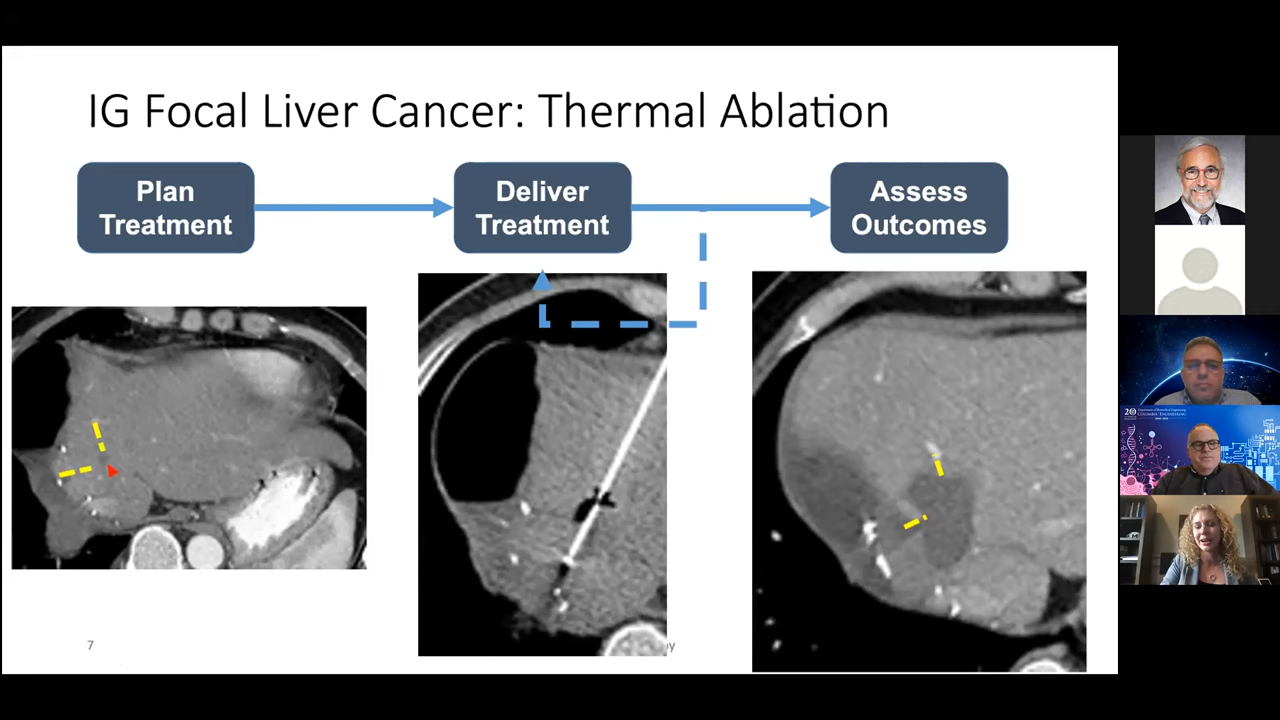 IG Focal Liver Cancer: Thermal Ablation
Plan
Treatment
Deliver
Treatment
Assess
Outcomes
7